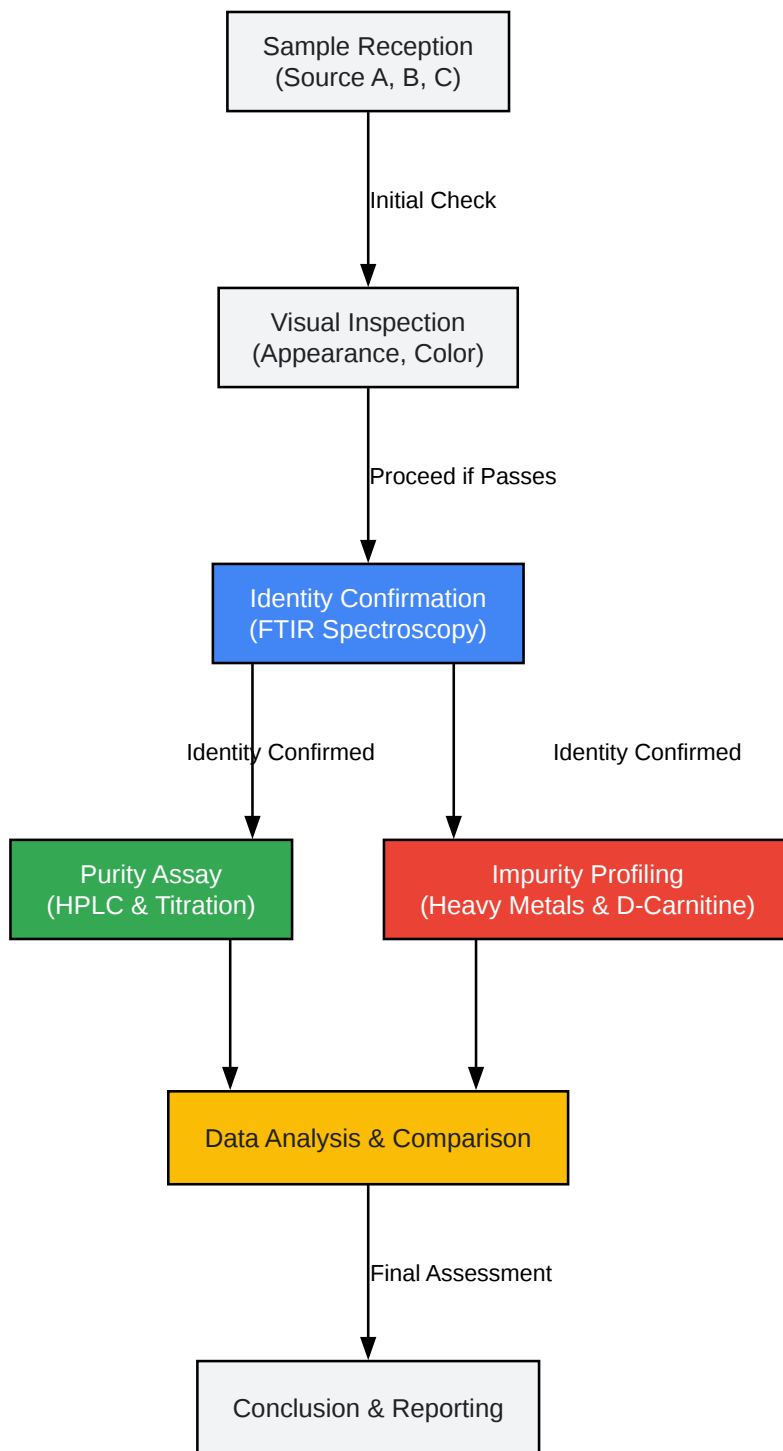 Sample Reception
(Source A, B, C)
Initial Check
Visual Inspection
(Appearance, Color)
Proceed if Passes
Identity Confirmation
(FTIR Spectroscopy)
Identity Confirmed
Identity Confirmed
Purity Assay
(HPLC & Titration)
Impurity Profiling
(Heavy Metals & D-Carnitine)
Data Analysis & Comparison
Final Assessment
Conclusion & Reporting